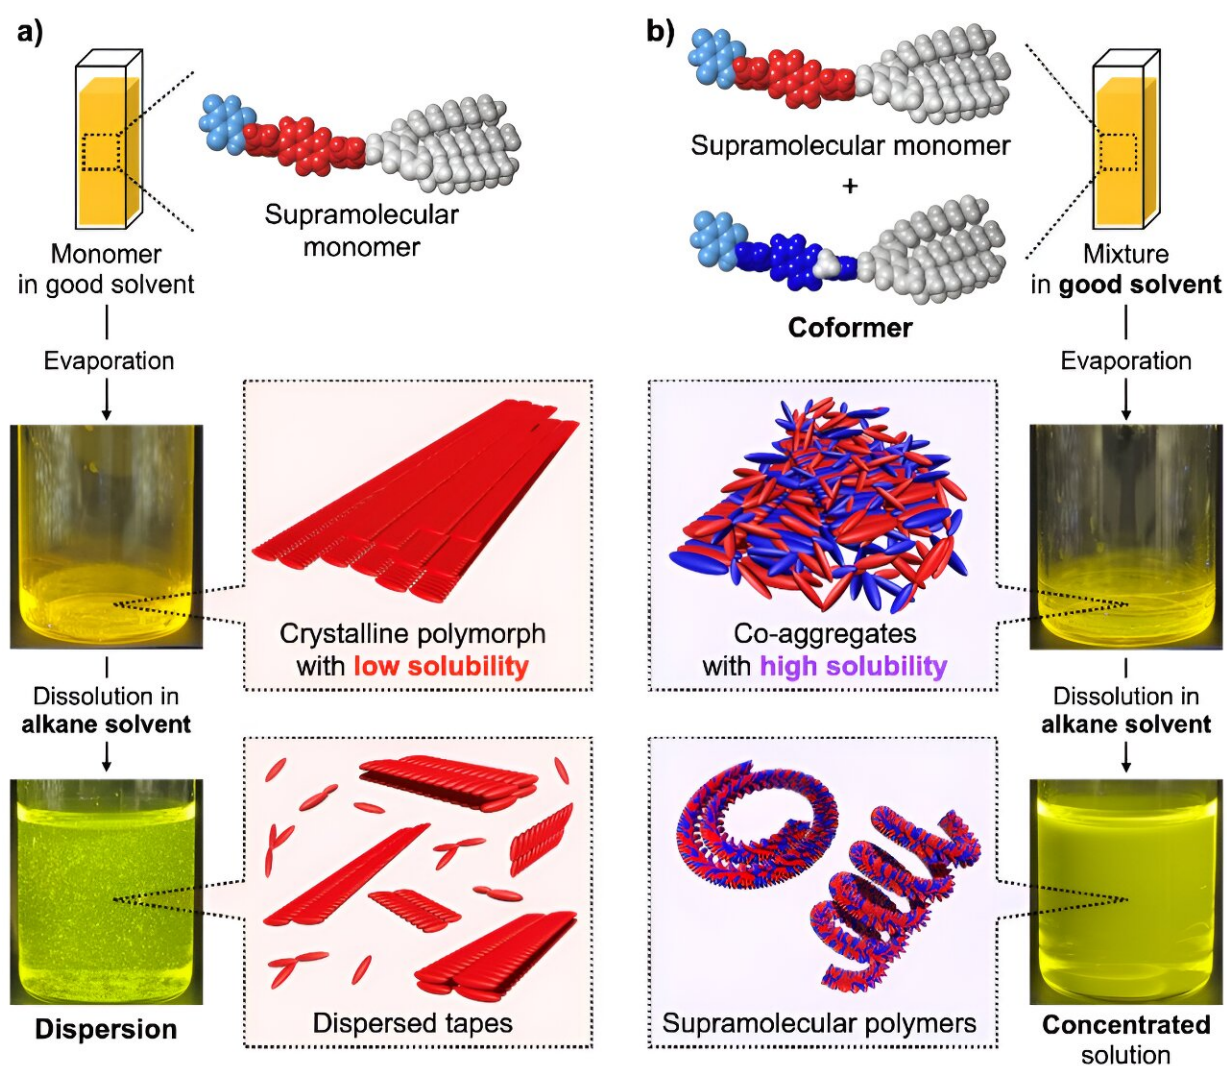 a)
Supramolecular
monomer
Monomer
in good solvent
Evaporation
Crystalline polymorph
with low solubility
Dissolution in
alkane solvent
Dispersed tapes
Dispersion
b)
Supramolecular monomer
+
Coformer
Mixture
in good solvent
Evaporation
Co-aggregates
with high solubility
Dissolution in
alkane solvent
Supramolecular polymers
Concentrated
solution